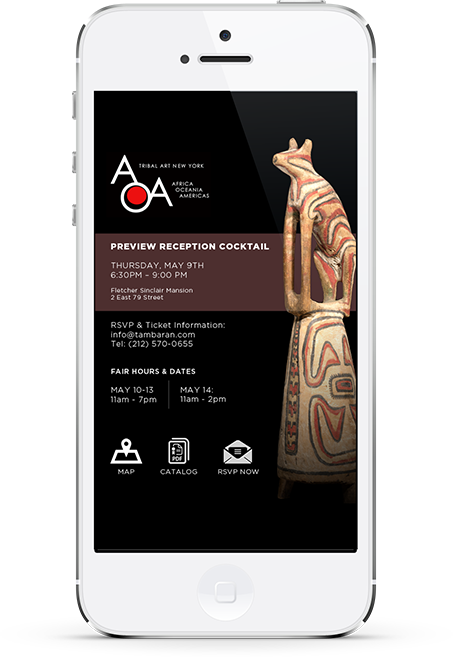 AOA
TRIBAL ART NEW YORK
AFRICA
OCEANIA
AMERICAS
PREVIEW RECEPTION COCKTAIL
THURSDAY, MAY 9TH
6:30PM – 9:00 PM
Fletcher Sinclair Mansion
2 East 79 Street
RSVP & Ticket Information:
info@tambaran.com
Tel: (212) 570-0655
FAIR HOURS & DATES
MAY 10-13
11am - 7pm
MAY 14:
11am - 2pm
PDF
MAP
CATALOG
RSVP NOW